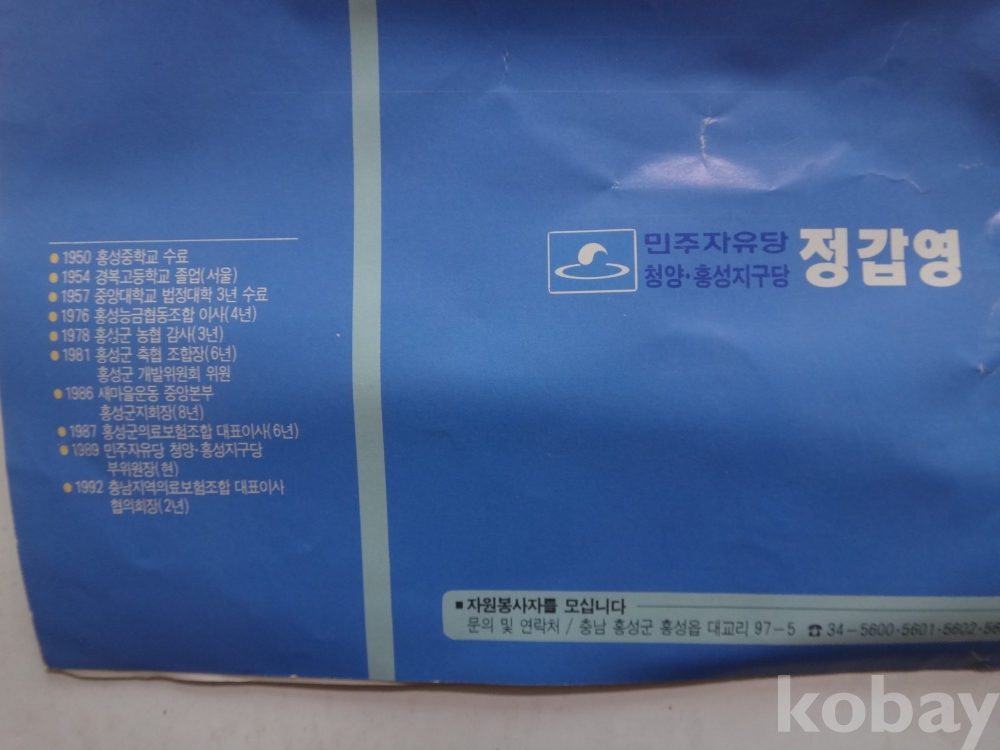 ● 1950 홍성중학교 수료
● 1954 경복고등학교 졸업(서울)
● 1957 중앙대학교 법정대학 3년 수료
● 1976 홍성능금협동조합 이사(4년)
● 1978 홍성군 농협 감사(3년)
● 1981 홍성군 축협 조합장(6년)
홍성군 개발위원회 위원
● 1986 새마을운동 중앙본부
홍성군지회장(8년)
● 1987 홍성군의료보험조합 대표이사(6년)
● 1989 민주자유당 청양·홍성지구당
부위원장(현)
● 1992 충남지역의료보험조합 대표이사
협의회장(2년)
민주자유당
청양·홍성지구당
정갑영
■ 자원봉사자를 모십니다
문의 및 연락처 / 충남 홍성군 홍성읍 대교리 97-5 ☎ 34-5600·5601·5602·
kobay